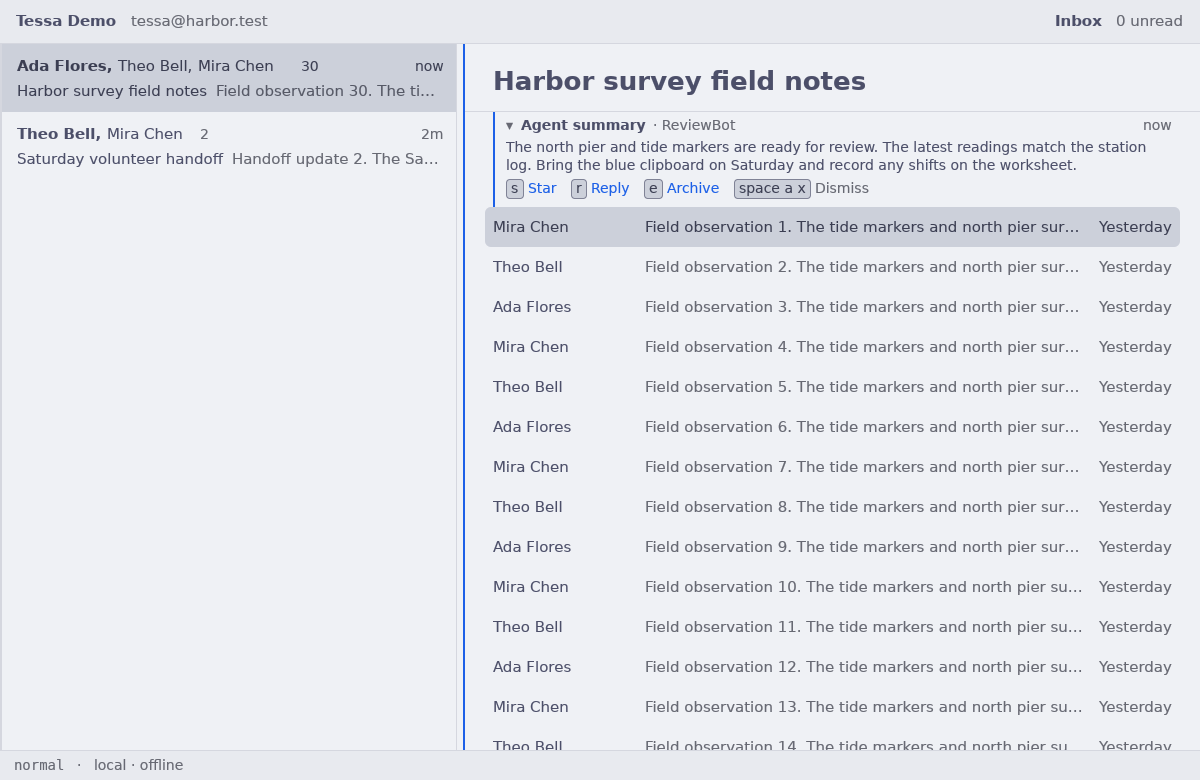 Tessa Demo tessa@harbor.test Inbox 0 unread
Ada Flores, Theo Bell, Mira Chen 30 now
Harbor survey field notes Field observation 30. The ti…
Theo Bell, Mira Chen 2 2m
Saturday volunteer handoff Handoff update 2. The Sa…
Harbor survey field notes
▾ Agent summary · ReviewBot now
The north pier and tide markers are ready for review. The latest readings match the station
log. Bring the blue clipboard on Saturday and record any shifts on the worksheet.
s Star r Reply e Archive space a x Dismiss
Mira Chen Field observation 1. The tide markers and north pier sur… Yesterday
Theo Bell Field observation 2. The tide markers and north pier sur… Yesterday
Ada Flores Field observation 3. The tide markers and north pier sur… Yesterday
Mira Chen Field observation 4. The tide markers and north pier sur… Yesterday
Theo Bell Field observation 5. The tide markers and north pier sur… Yesterday
Ada Flores Field observation 6. The tide markers and north pier sur… Yesterday
Mira Chen Field observation 7. The tide markers and north pier sur… Yesterday
Theo Bell Field observation 8. The tide markers and north pier sur… Yesterday
Ada Flores Field observation 9. The tide markers and north pier sur… Yesterday
Mira Chen Field observation 10. The tide markers and north pier su… Yesterday
Theo Bell Field observation 11. The tide markers and north pier su… Yesterday
Ada Flores Field observation 12. The tide markers and north pier su… Yesterday
Mira Chen Field observation 13. The tide markers and north pier su… Yesterday
Theo Bell Field observation 14. The tide markers and north pier su… Yesterday
normal · local · offline